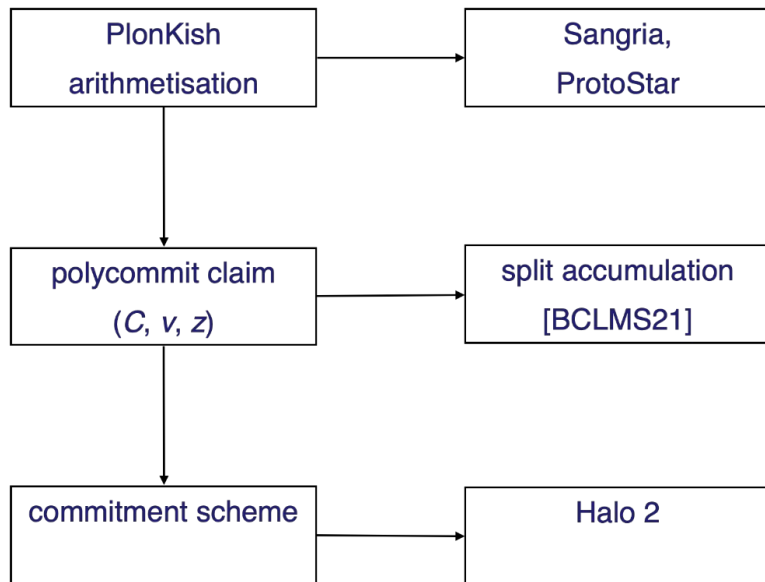 PlonKish
arithmetisation
Sangria,
ProtoStar
polycommit claim
(C, v, z)
split accumulation
[BCLMS21]
commitment scheme
Halo 2